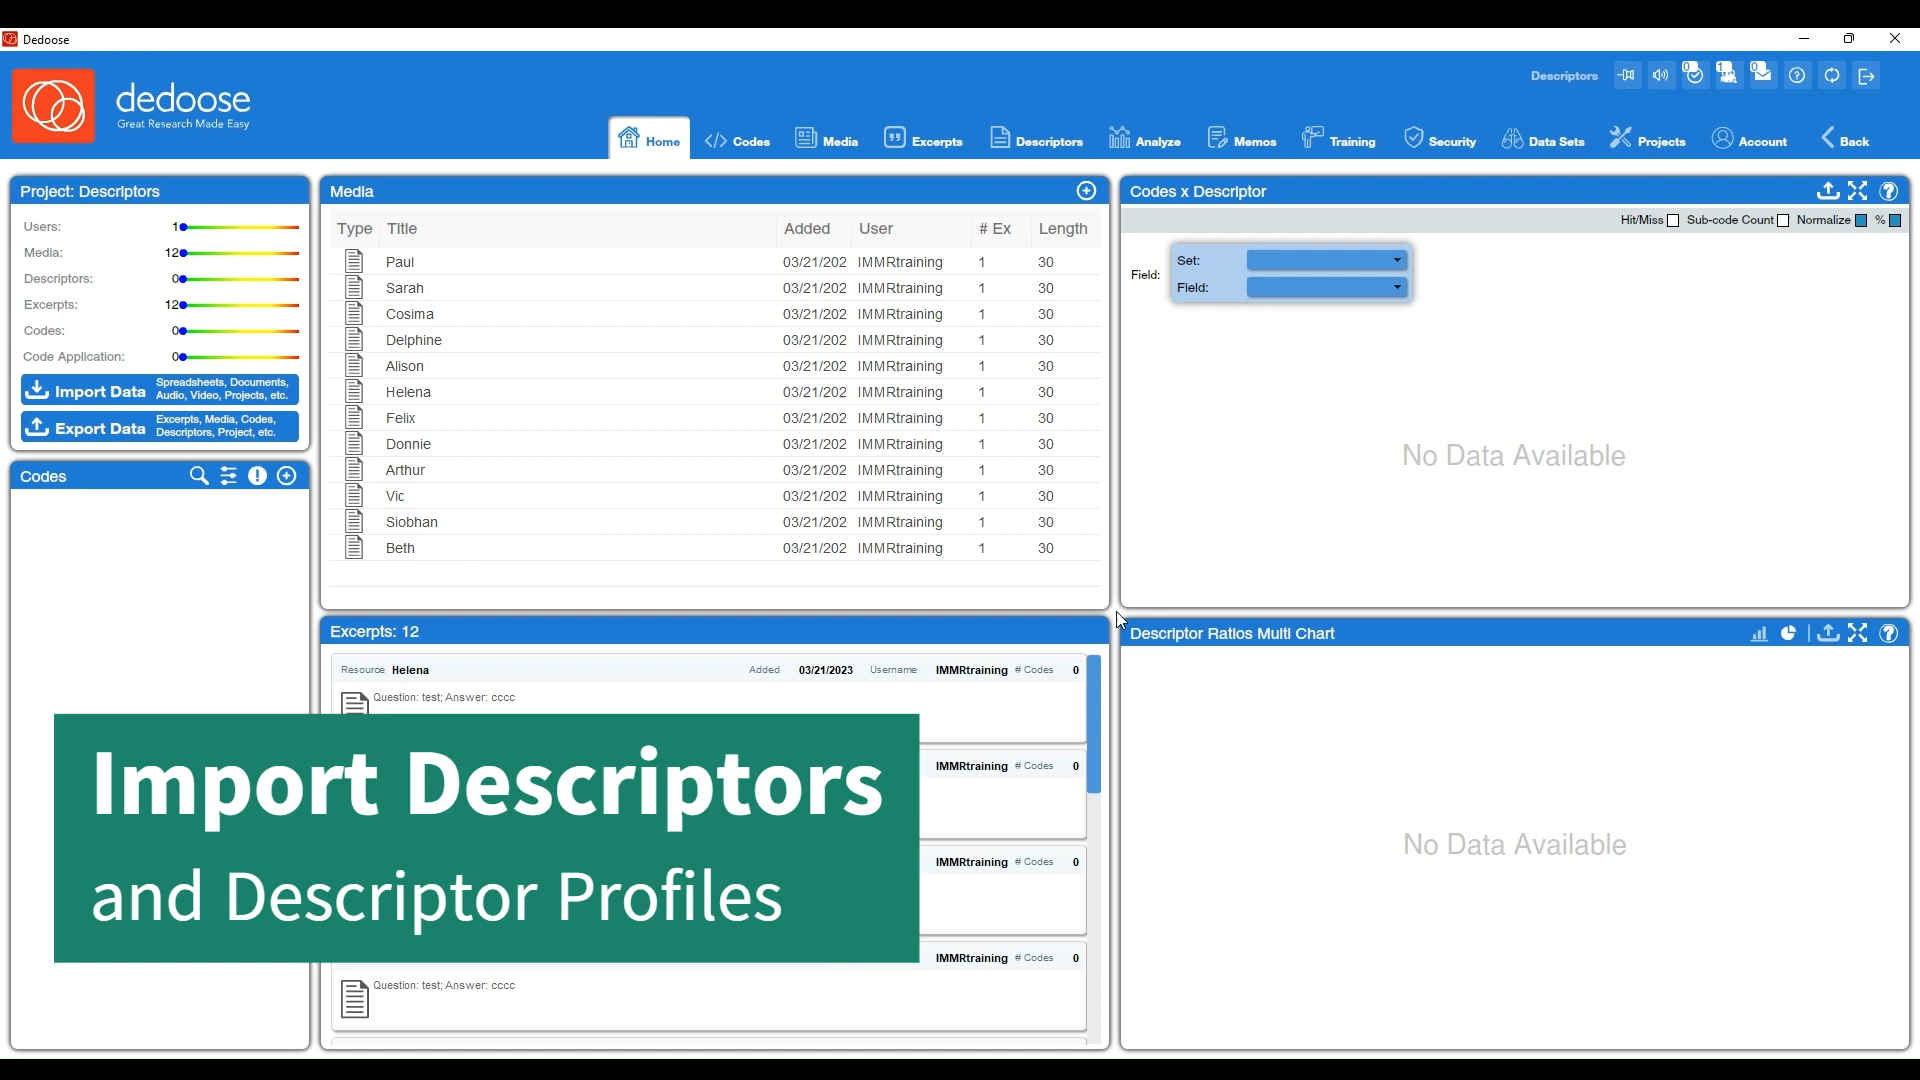 Dedoose
dedoose
Great Research Made Easy
Descriptors
0
1
0
Home
Codes
Media
Excerpts
Descriptors
Analyze
Memos
Training
Security
Data Sets
Projects
Account
Back
Project: Descriptors
Users: 1
Media: 12
Descriptors: 0
Excerpts: 12
Codes: 0
Code Application: 0
Import Data
Spreadsheets, Documents,
Audio, Video, Projects, etc.
Export Data
Excerpts, Media, Codes,
Descriptors, Project, etc.
Codes
Media
Type Title Added User # Ex Length
Paul 03/21/202 IMMRtraining 1 30
Sarah 03/21/202 IMMRtraining 1 30
Cosima 03/21/202 IMMRtraining 1 30
Delphine 03/21/202 IMMRtraining 1 30
Alison 03/21/202 IMMRtraining 1 30
Helena 03/21/202 IMMRtraining 1 30
Felix 03/21/202 IMMRtraining 1 30
Donnie 03/21/202 IMMRtraining 1 30
Arthur 03/21/202 IMMRtraining 1 30
Vic 03/21/202 IMMRtraining 1 30
Siobhan 03/21/202 IMMRtraining 1 30
Beth 03/21/202 IMMRtraining 1 30
Excerpts: 12
Resource Helena Added 03/21/2023 Username IMMRtraining # Codes 0
Question: test; Answer: cccc
IMMRtraining # Codes 0
IMMRtraining # Codes 0
IMMRtraining # Codes 0
Question: test; Answer: cccc
Import Descriptors
and Descriptor Profiles
Codes x Descriptor
Hit/Miss Sub-code Count Normalize %
Field:
Set:
Field:
No Data Available
Descriptor Ratios Multi Chart
No Data Available